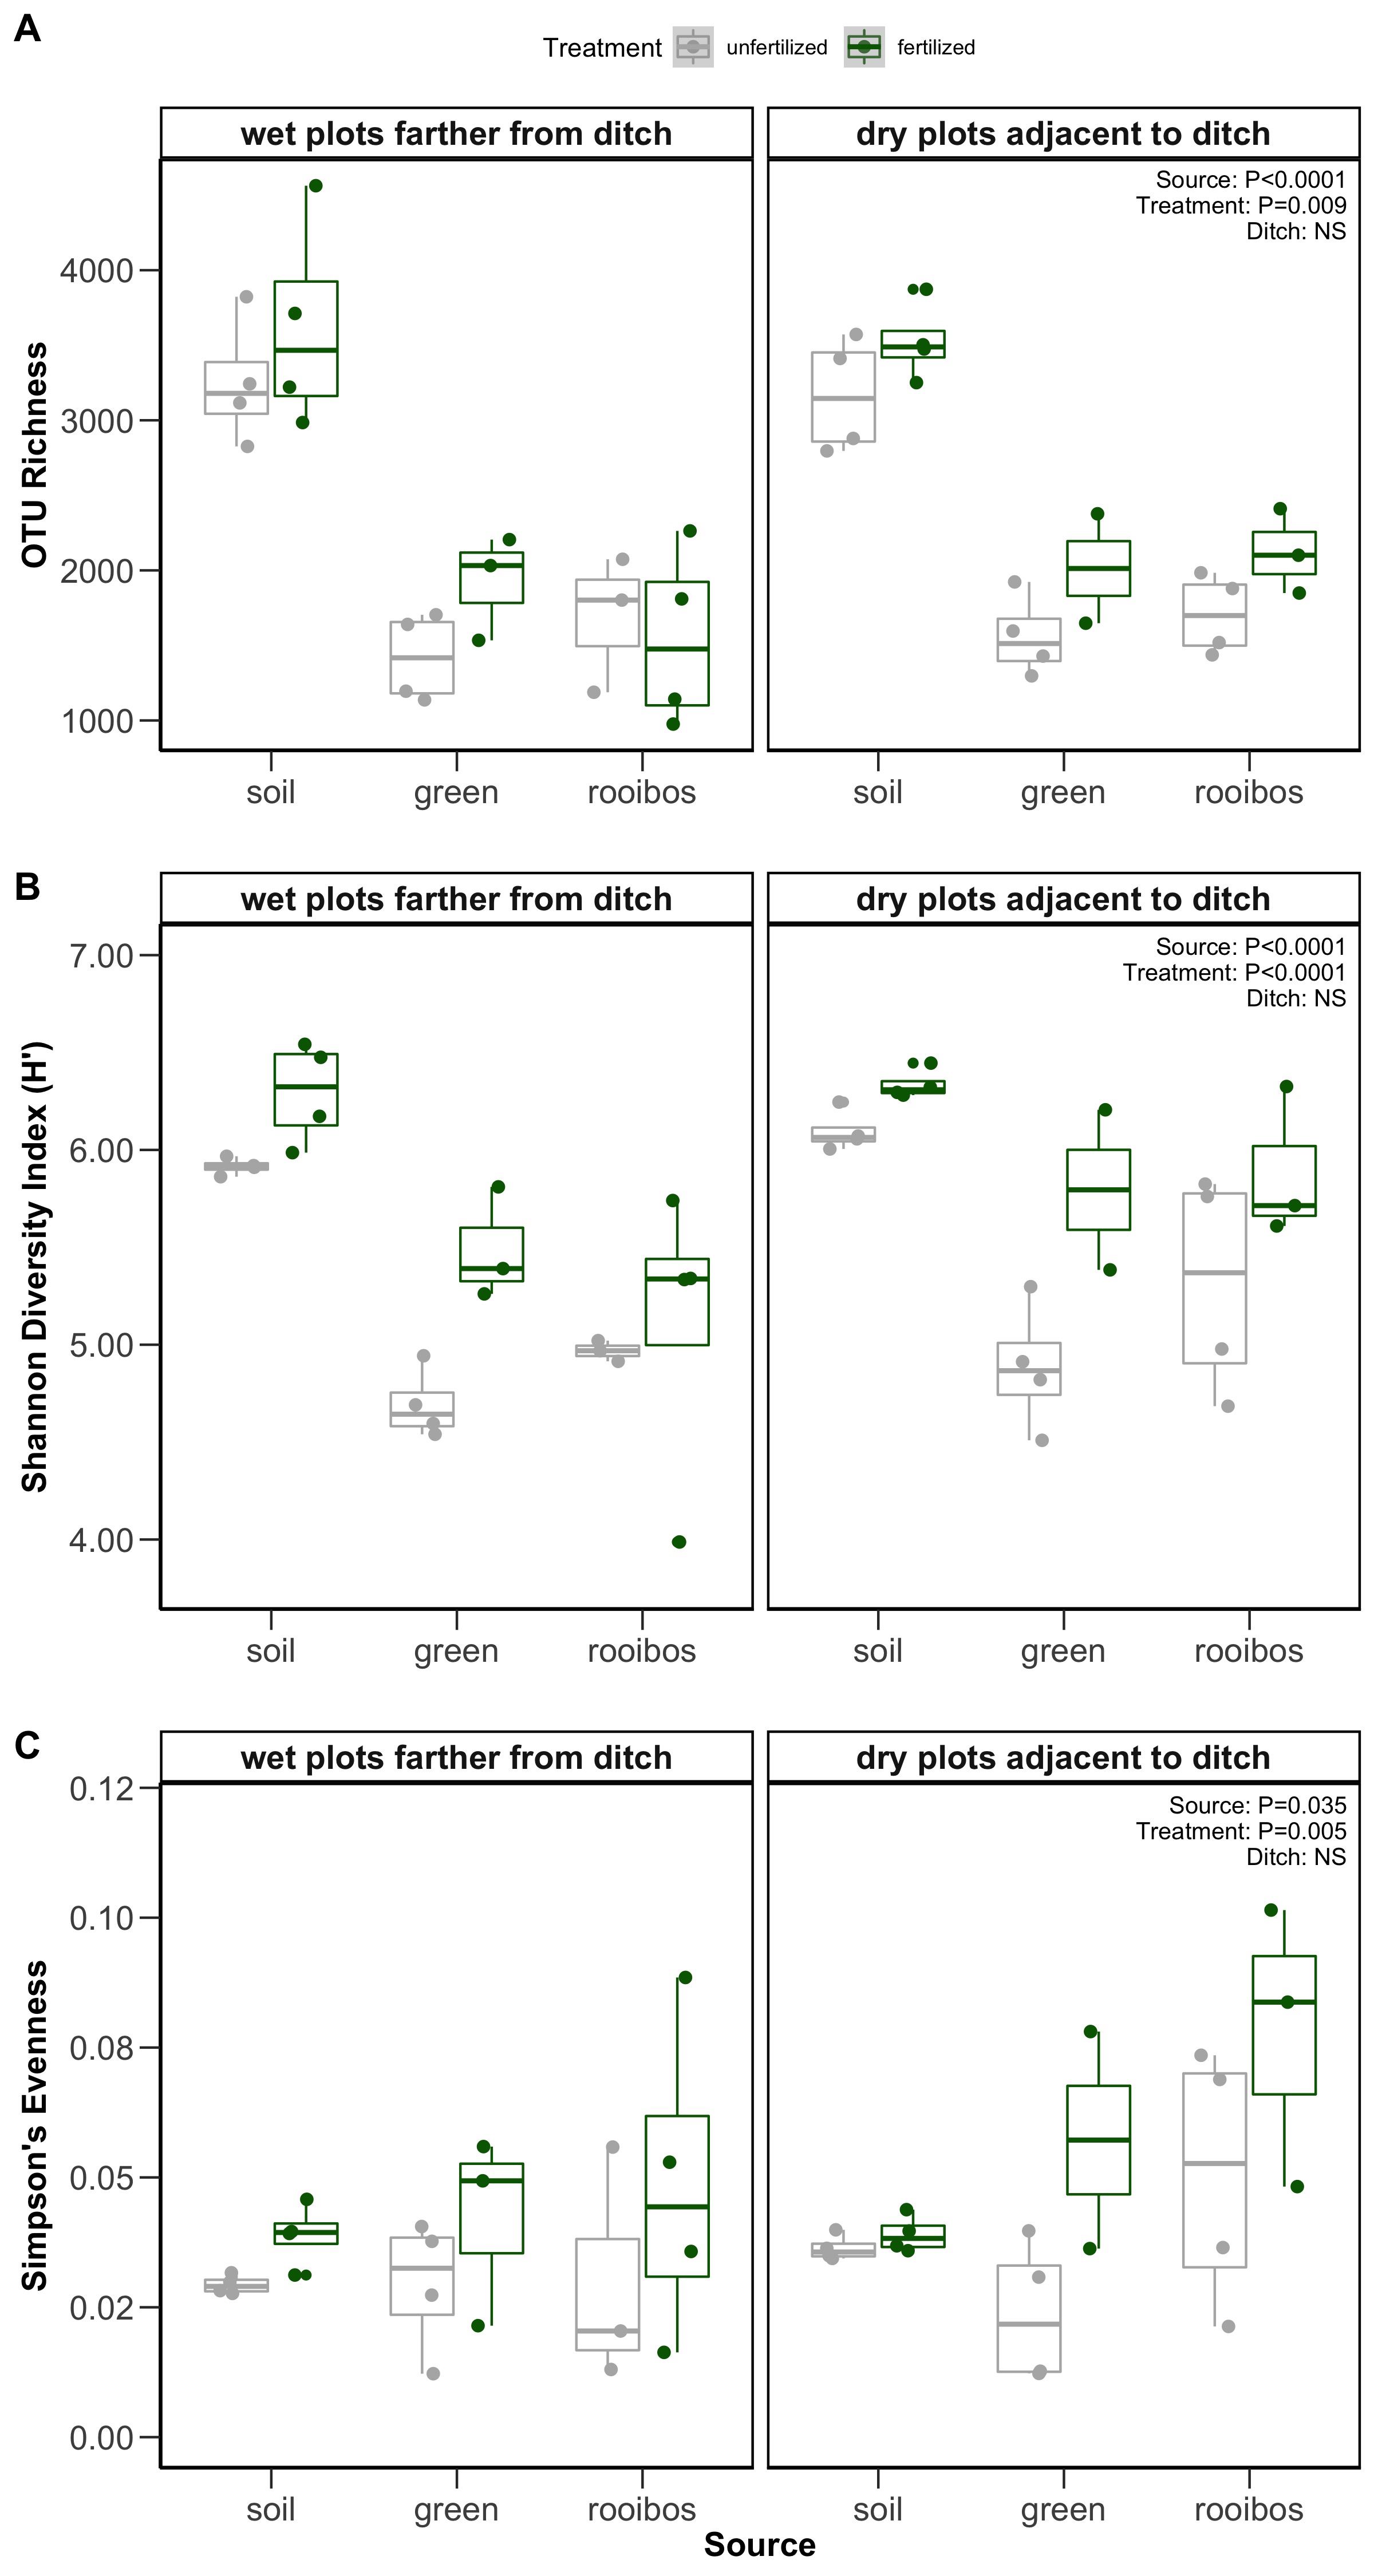 A
Treatment unfertilized fertilized
wet plots farther from ditch dry plots adjacent to ditch
Source: P<0.0001
Treatment: P=0.009
Ditch: NS
OTU Richness
4000
3000
2000
1000
soil green rooibos soil green rooibos
B
wet plots farther from ditch dry plots adjacent to ditch
Source: P<0.0001
Treatment: P<0.0001
Ditch: NS
Shannon Diversity Index (H')
7.00
6.00
5.00
4.00
soil green rooibos soil green rooibos
C
wet plots farther from ditch dry plots adjacent to ditch
Source: P=0.035
Treatment: P=0.005
Ditch: NS
Simpson's Evenness
0.12
0.10
0.08
0.05
0.02
0.00
soil green rooibos soil green rooibos
Source